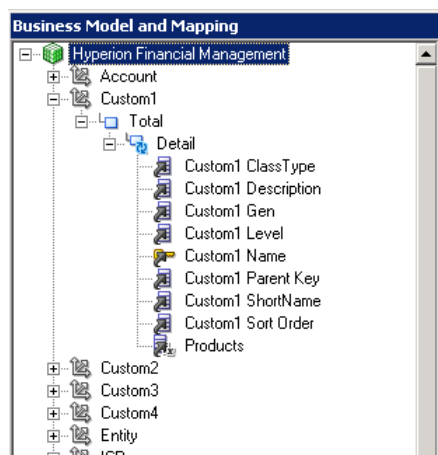 Business Model and Mapping
Hyperion Financial Management
Account
Custom1
Total
Detail
Custom1 ClassType
Custom1 Description
Custom1 Gen
Custom1 Level
Custom1 Name
Custom1 Parent Key
Custom1 ShortName
Custom1 Sort Order
Products
Custom2
Custom3
Custom4
Entity